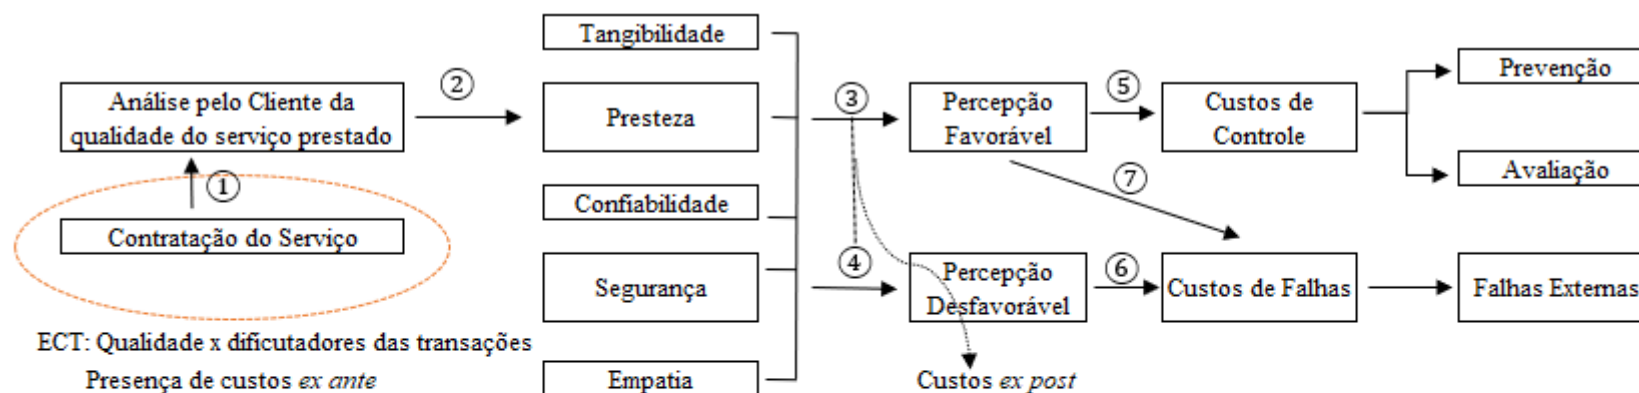 Análise pelo Cliente da
qualidade do serviço prestado
①
Contratação do Serviço
ECT: Qualidade x dificutadores das transações
Presença de custos ex ante
②
Tangibilidade
Presteza
Confiabilidade
Segurança
Empatia
③
④
Percepção
Favorável
Percepção
Desfavorável
Custos ex post
⑤
⑦
⑥
Custos de
Controle
Custos de Falhas
Prevenção
Avaliação
Falhas Externas